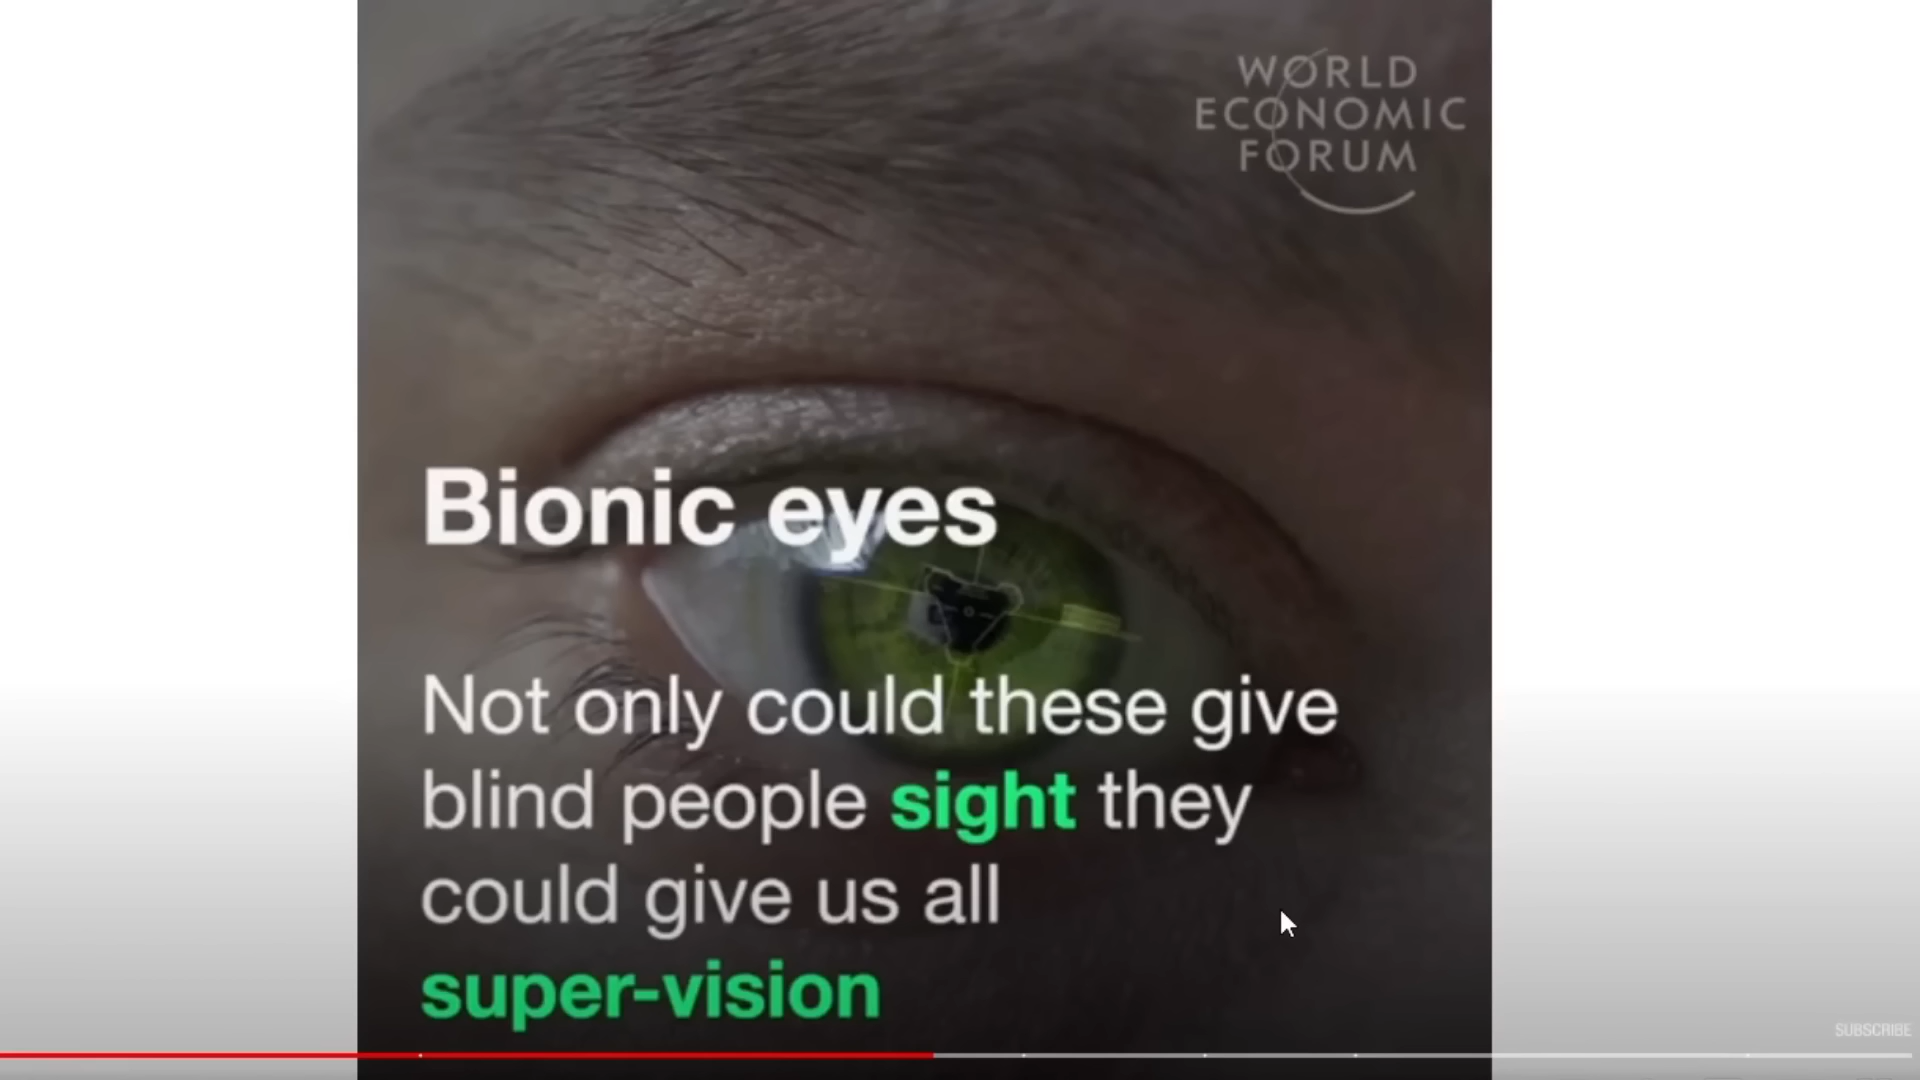 WORLD
ECONOMIC
FORUM
Bionic eyes
Not only could these give
blind people sight they
could give us all
super-vision
SUBSCRIBE